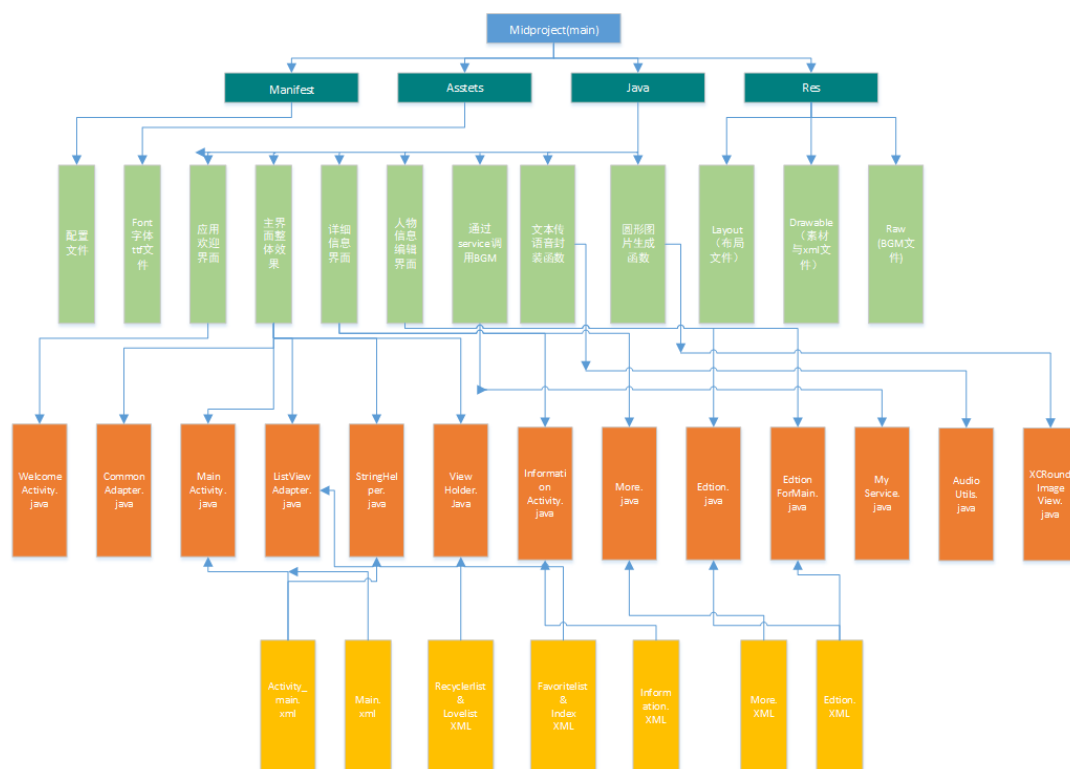 Midproject(main)
Manifest
Asstets
Java
Res
配置
文件
Font
字体
ttf文
件
应用
欢迎
界面
主界
面整
体效
果
详细
信息
界面
人物
信息
编辑
界面
通过
service调
用BGM
文本传
语音封
装函数
圆形图
片生成
函数
Layout
（布局
文件）
Drawable
（素材
与xml文
件）
Raw
(BGM文
件)
Welcome
Activity.
java
Common
Adapter.
java
Main
Activity.
java
ListView
Adapter.
java
StringHe
lper.
java
View
Holder.
Java
Informati
on
Activity.
java
More.
java
Edtion.
java
Edtion
ForMain.
java
My
Service.
java
Audio
Utils.
java
XCRound
Image
View.
java
Activity_
main.
xml
Main.
xml
Recyclerlist
&
Lovelist
XML
Favoritelist
&
Index
XML
Inform
ation.
XML
More.
XML
Edtion.
XML